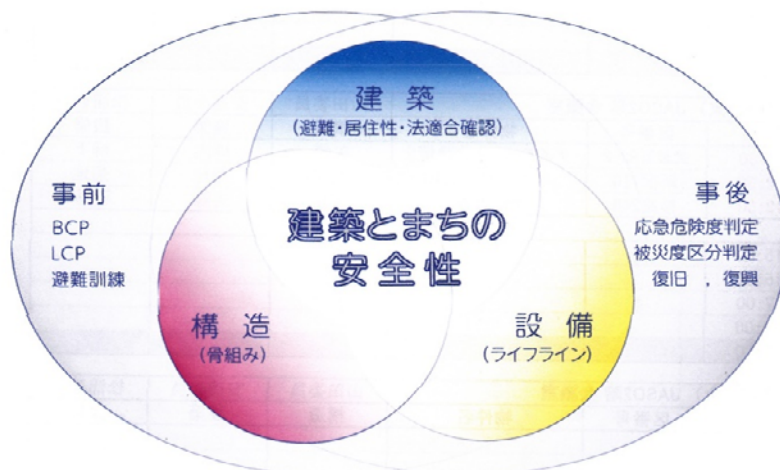 建築
(避難・居住性・法適合確認)
事前
BCP
LCP
避難訓練
建築とまちの
安全性
事後
応急危険度判定
被災度区分判定
復旧 , 復興
構造
(骨組み)
設備
(ライフライン)